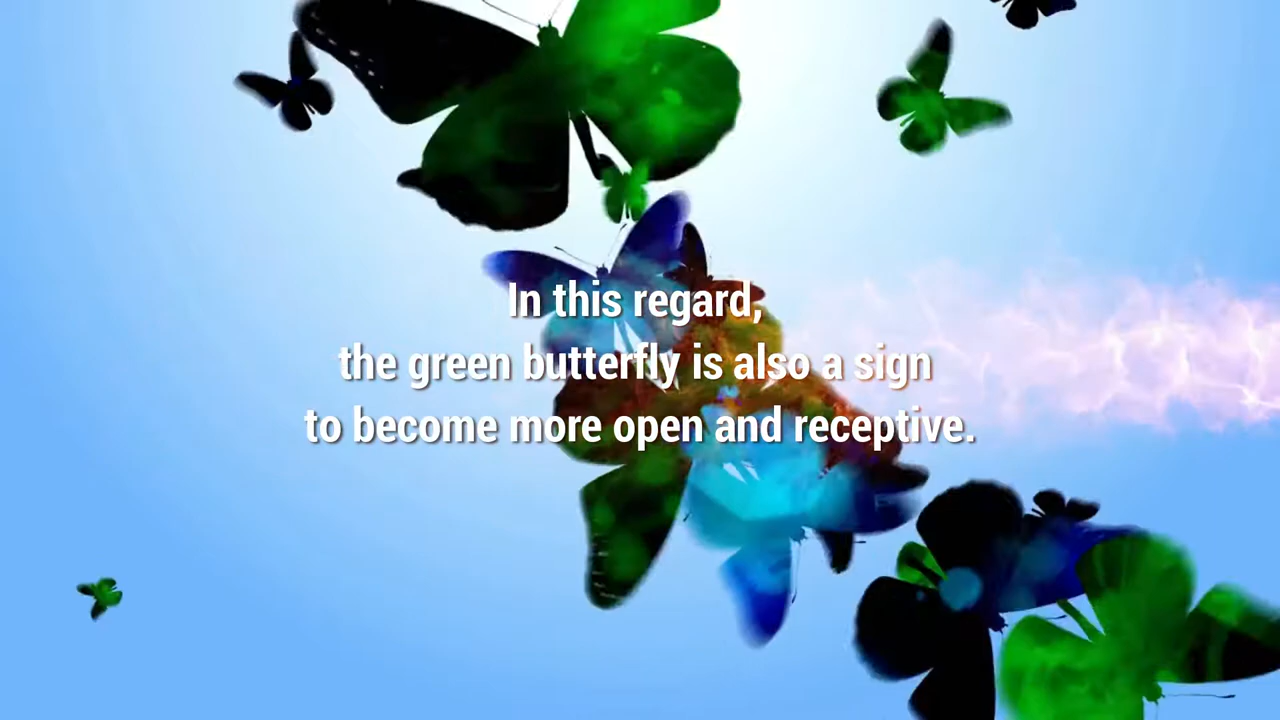 In this regard,
the green butterfly is also a sign
to become more open and receptive.